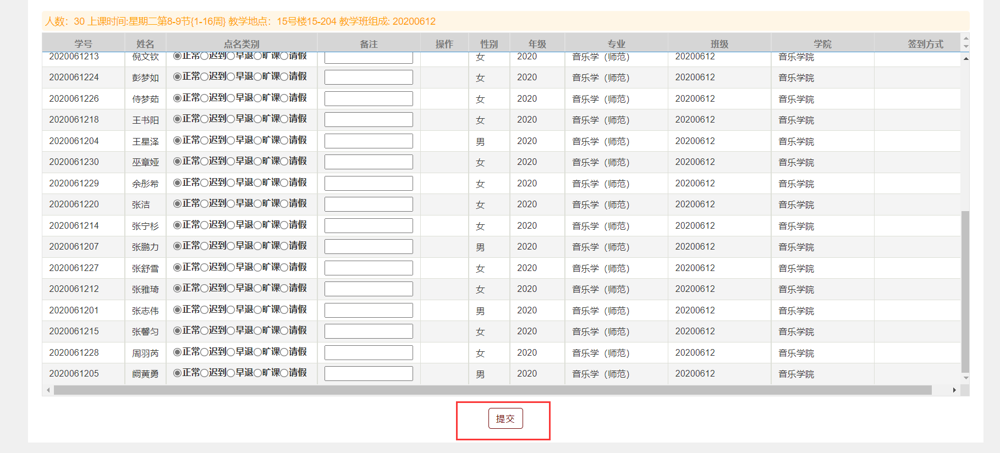 人数：30 上课时间:星期二第8-9节{1-16周} 教学地点：15号楼15-204 教学班组成: 20200612
学号 姓名 点名类别 备注 操作 性别 年级 专业 班级 学院 签到方式
2020061213 倪文钦 正常 迟到 早退 旷课 请假 女 2020 音乐学（师范） 20200612 音乐学院
2020061224 彭梦如 正常 迟到 早退 旷课 请假 女 2020 音乐学（师范） 20200612 音乐学院
2020061226 侍梦茹 正常 迟到 早退 旷课 请假 女 2020 音乐学（师范） 20200612 音乐学院
2020061218 王书阳 正常 迟到 早退 旷课 请假 女 2020 音乐学（师范） 20200612 音乐学院
2020061204 王星泽 正常 迟到 早退 旷课 请假 男 2020 音乐学（师范） 20200612 音乐学院
2020061230 巫章娅 正常 迟到 早退 旷课 请假 女 2020 音乐学（师范） 20200612 音乐学院
2020061229 余彤希 正常 迟到 早退 旷课 请假 女 2020 音乐学（师范） 20200612 音乐学院
2020061220 张洁 正常 迟到 早退 旷课 请假 女 2020 音乐学（师范） 20200612 音乐学院
2020061214 张宁杉 正常 迟到 早退 旷课 请假 女 2020 音乐学（师范） 20200612 音乐学院
2020061207 张鹏力 正常 迟到 早退 旷课 请假 男 2020 音乐学（师范） 20200612 音乐学院
2020061227 张舒雪 正常 迟到 早退 旷课 请假 女 2020 音乐学（师范） 20200612 音乐学院
2020061212 张雅琦 正常 迟到 早退 旷课 请假 女 2020 音乐学（师范） 20200612 音乐学院
2020061201 张志伟 正常 迟到 早退 旷课 请假 男 2020 音乐学（师范） 20200612 音乐学院
2020061215 张馨匀 正常 迟到 早退 旷课 请假 女 2020 音乐学（师范） 20200612 音乐学院
2020061228 周羽芮 正常 迟到 早退 旷课 请假 女 2020 音乐学（师范） 20200612 音乐学院
2020061205 阙蒉勇 正常 迟到 早退 旷课 请假 男 2020 音乐学（师范） 20200612 音乐学院
提交